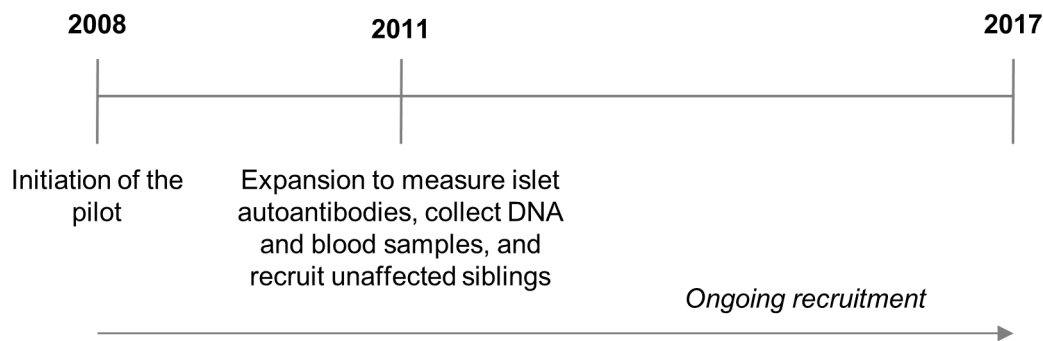 2008
2011
2017
Initiation of the
pilot
Expansion to measure islet
autoantibodies, collect DNA
and blood samples, and
recruit unaffected siblings
Ongoing recruitment